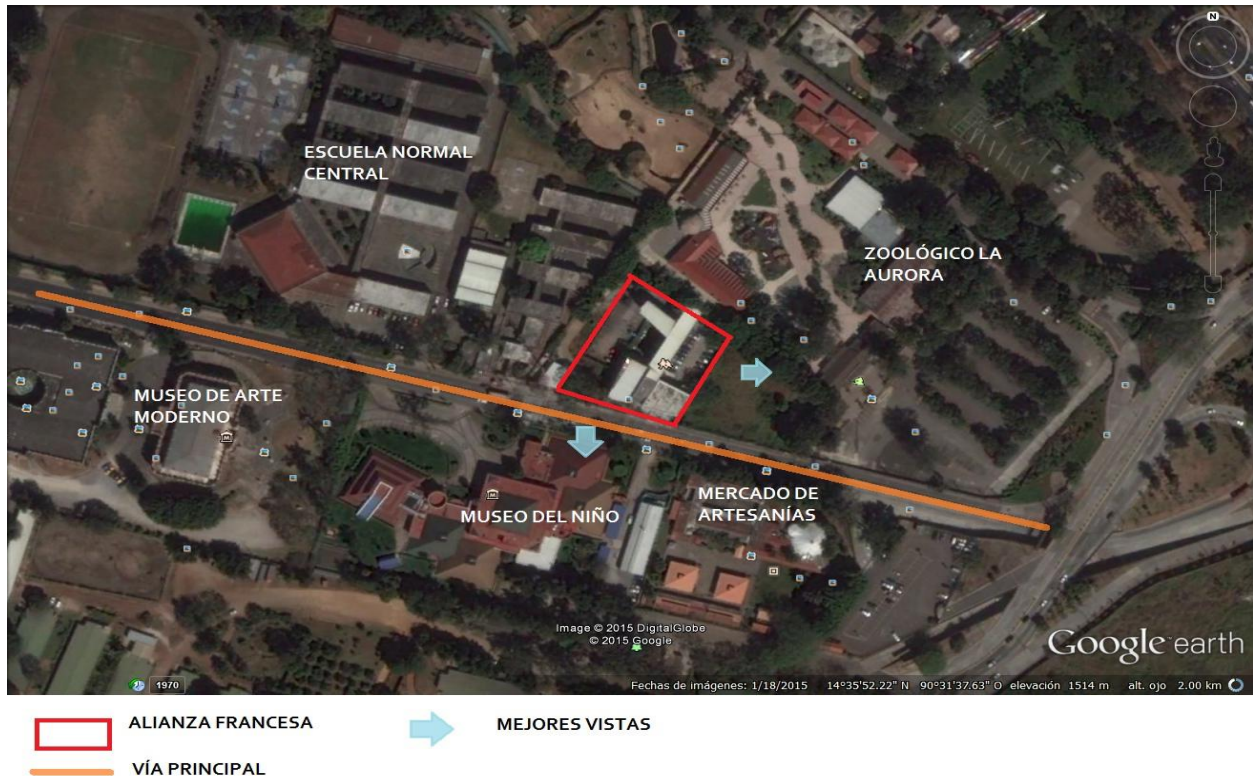 N
ESCUELA NORMAL
CENTRAL
ZOOLÓGICO LA
AURORA
MUSEO DE ARTE
MODERNO
MUSEO DEL NIÑO
MERCADO DE
ARTESANÍAS
Image © 2015 DigitalGlobe
© 2015 Google
Google earth
1970
Fechas de imágenes: 1/18/2015 14°35'52.22" N 90°31'37.63" O elevación 1514 m alt. ojo 2.00 km
ALIANZA FRANCESA
MEJORES VISTAS
VÍA PRINCIPAL